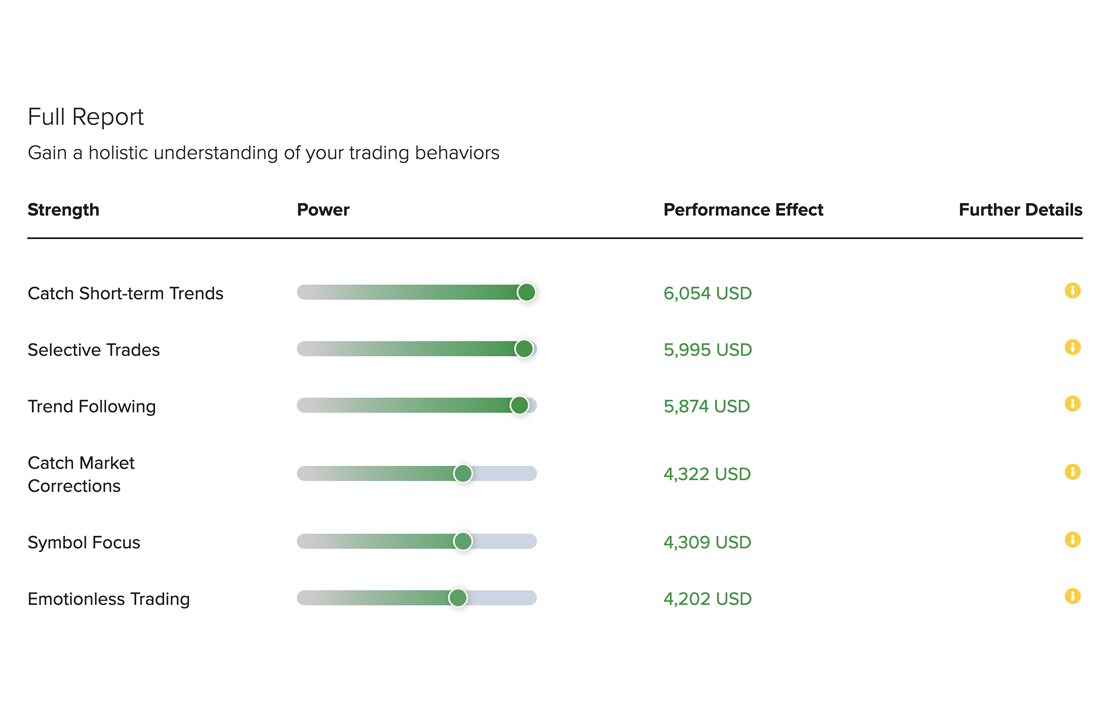 Full Report
Gain a holistic understanding of your trading behaviors
Strength Power Performance Effect Further Details
Catch Short-term Trends 6,054 USD
Selective Trades 5,995 USD
Trend Following 5,874 USD
Catch Market
Corrections 4,322 USD
Symbol Focus 4,309 USD
Emotionless Trading 4,202 USD